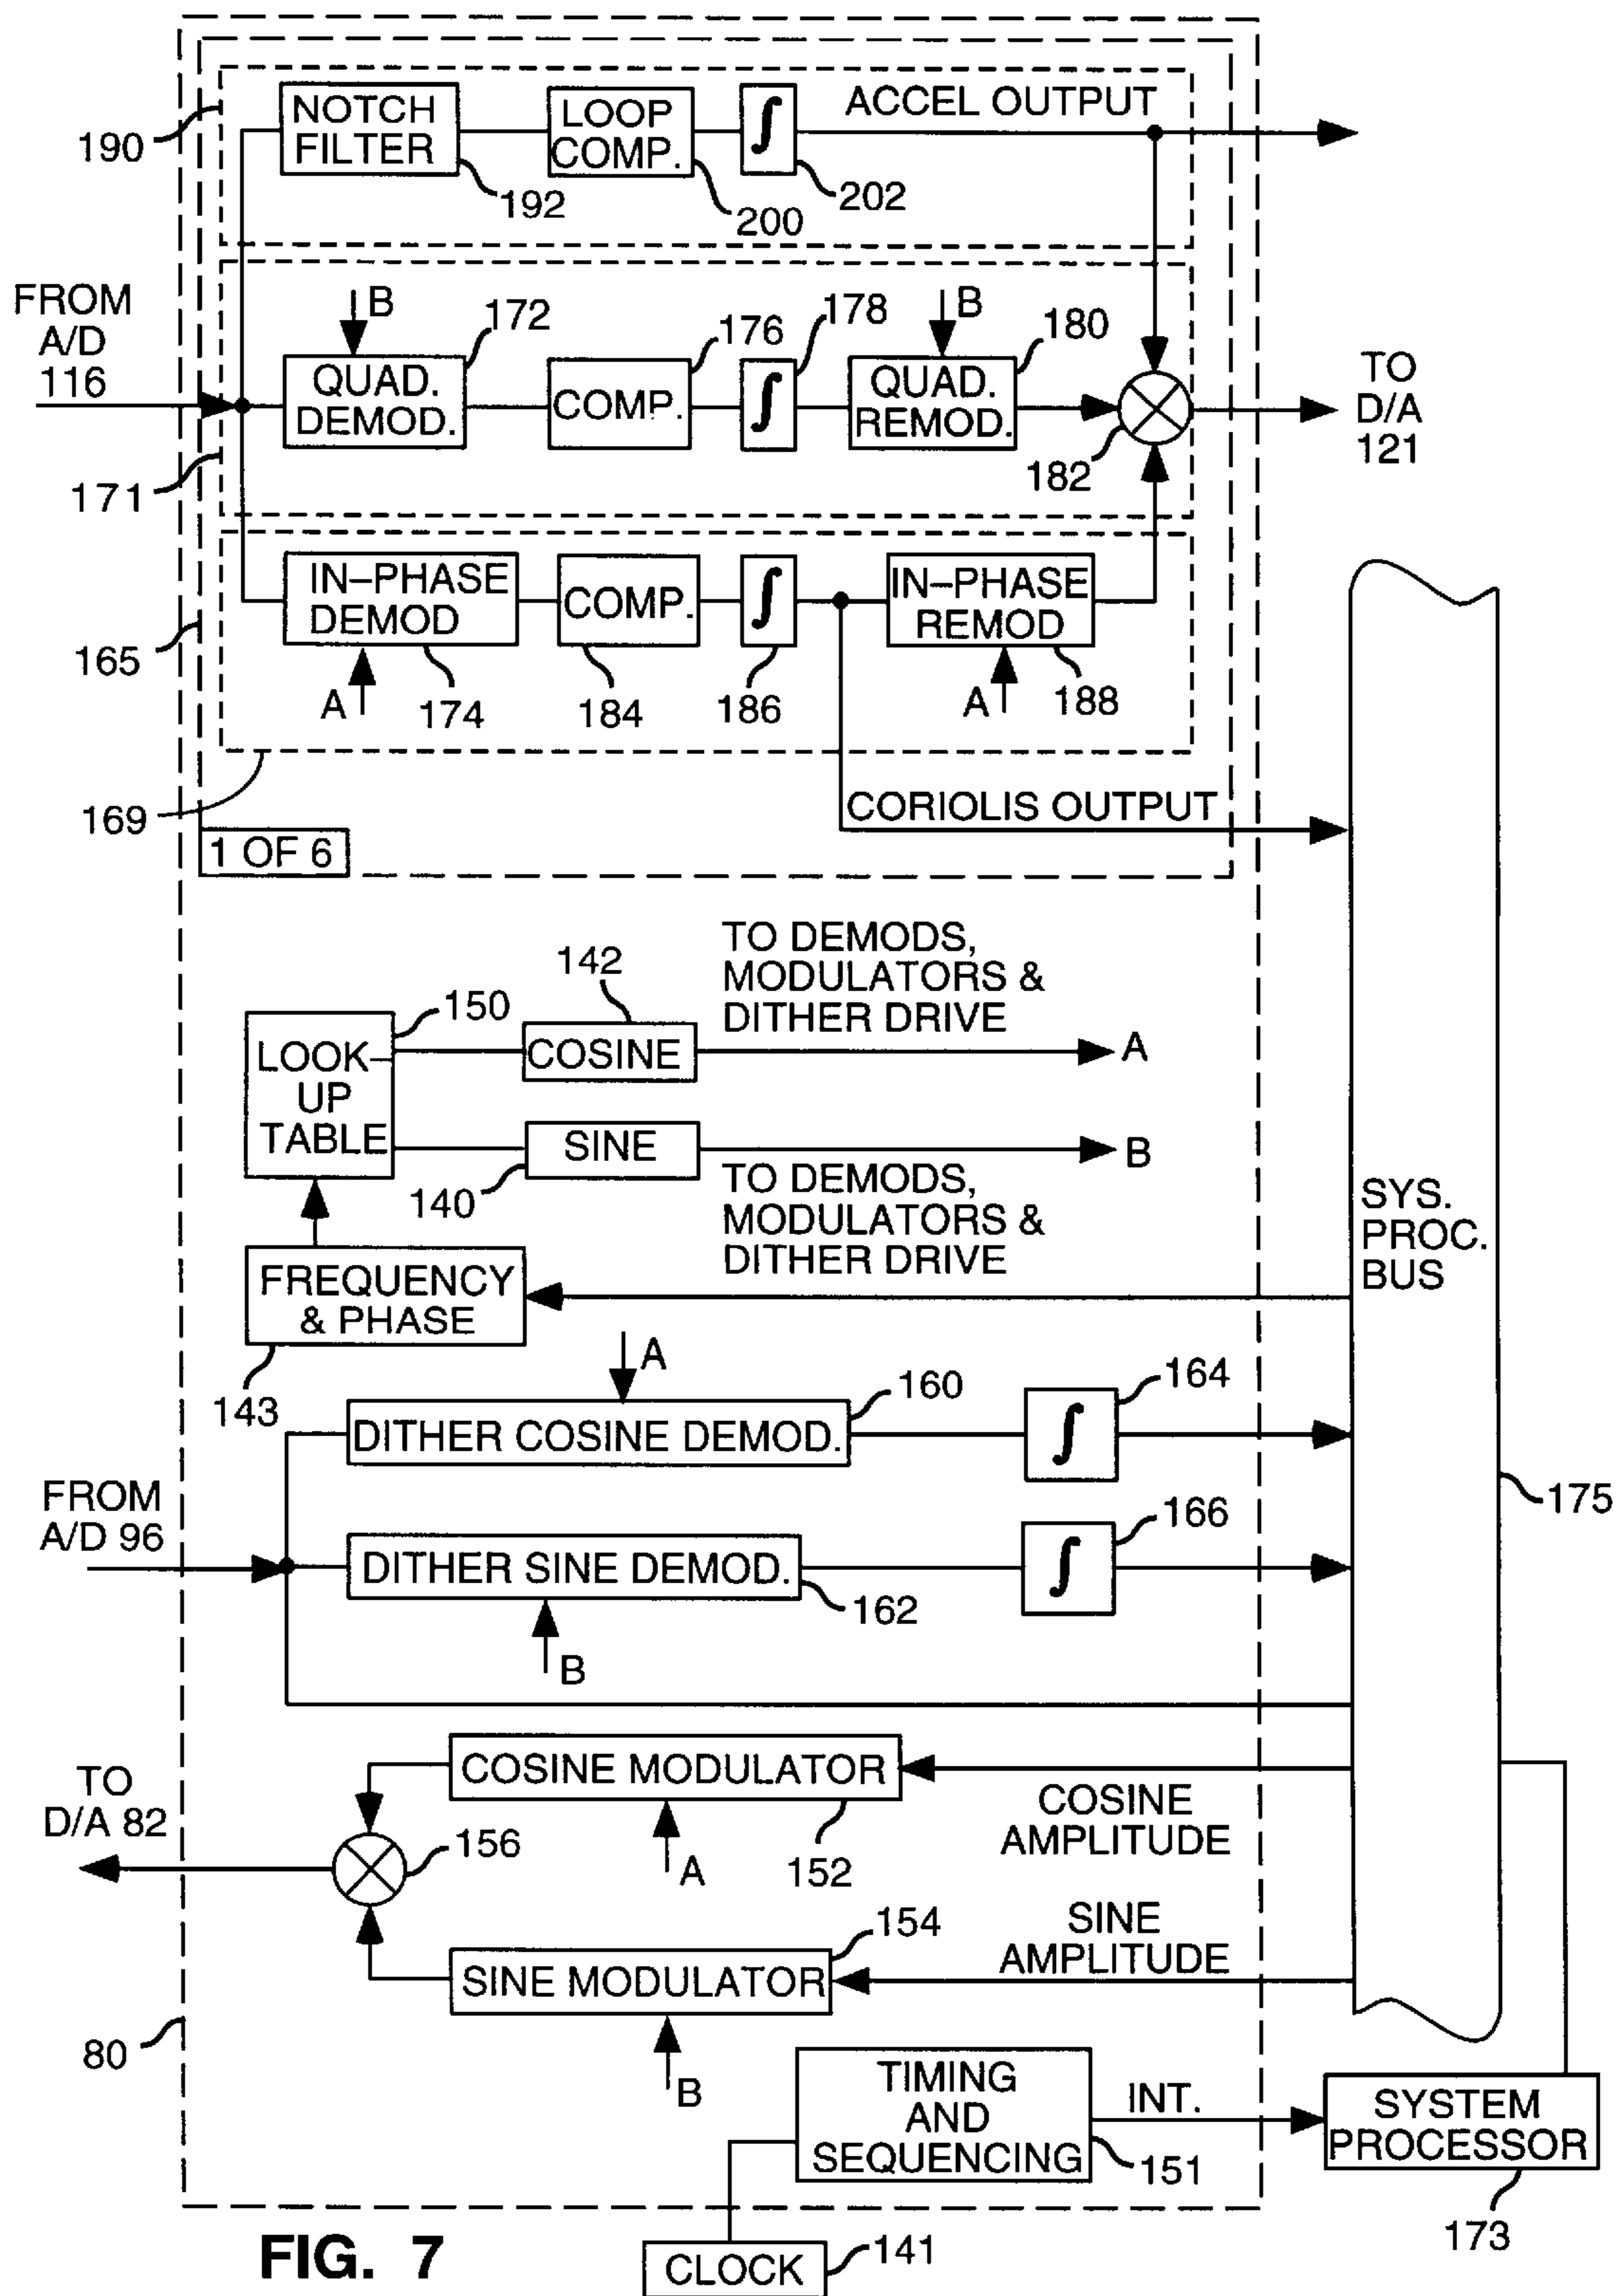 NOTCH
FILTER
LOOP
COMP.
∫
ACCEL OUTPUT
190
192
200
202
FROM
A/D
116
B
172
176
178
B
180
QUAD.
DEMOD.
COMP.
∫
QUAD.
REMOD.
182
TO
D/A
121
171
IN–PHASE
DEMOD
COMP.
∫
IN–PHASE
REMOD
165
A
174
184
186
A
188
169
CORIOLIS OUTPUT
1 OF 6
TO DEMODS,
MODULATORS &
DITHER DRIVE
142
150
LOOK–
UP
TABLE
COSINE
A
SINE
B
140
TO DEMODS,
MODULATORS &
DITHER DRIVE
SYS.
PROC.
BUS
FREQUENCY
& PHASE
143
A
160
164
DITHER COSINE DEMOD.
∫
FROM
A/D 96
175
166
DITHER SINE DEMOD.
∫
162
B
COSINE MODULATOR
TO
D/A 82
COSINE
AMPLITUDE
156
A
152
154
SINE
AMPLITUDE
SINE MODULATOR
80
B
TIMING
AND
SEQUENCING
INT.
SYSTEM
PROCESSOR
151
173
FIG. 7
CLOCK
141